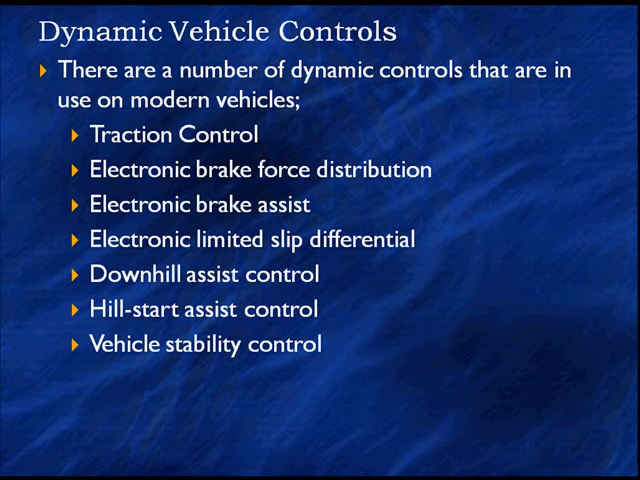 Dynamic Vehicle Controls
There are a number of dynamic controls that are in
use on modern vehicles;
Traction Control
Electronic brake force distribution
Electronic brake assist
Electronic limited slip differential
Downhill assist control
Hill-start assist control
Vehicle stability control